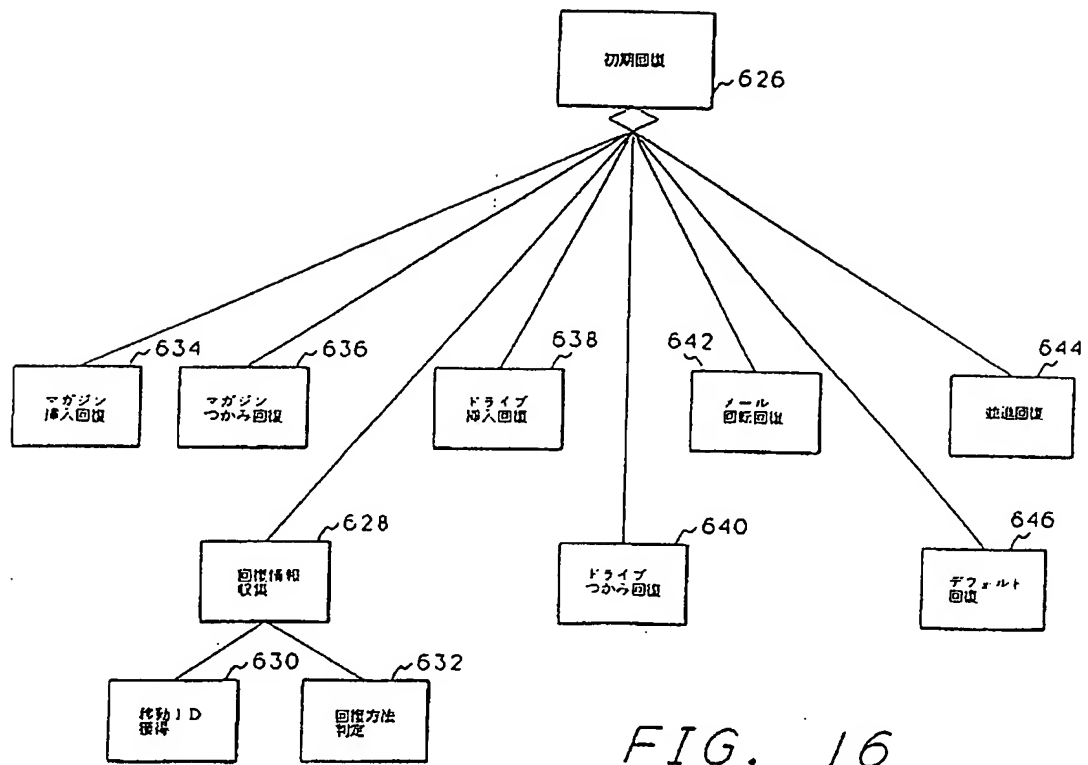 初期回復
626
634
マガジン
挿入回復
636
マガジン
つかみ回復
638
ドライブ
挿入回復
642
メール
回転回復
644
並進回復
628
回復情報
収集
640
ドライブ
つかみ回復
646
デフォルト
回復
630
移動ID
獲得
632
回復方法
判定
FIG. 16